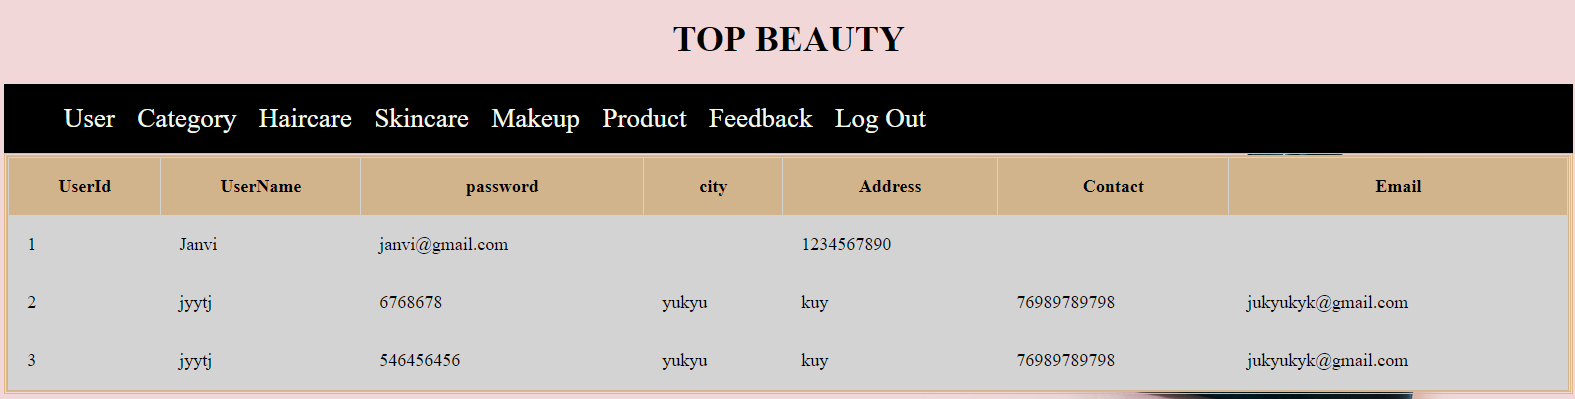 TOP BEAUTY
User Category Haircare Skincare Makeup Product Feedback Log Out
UserId UserName password city Address Contact Email
1 Janvi janvi@gmail.com 1234567890
2 jyytj 6768678 yukyu kuy 76989789798 jukyukyk@gmail.com
3 jyytj 546456456 yukyu kuy 76989789798 jukyukyk@gmail.com